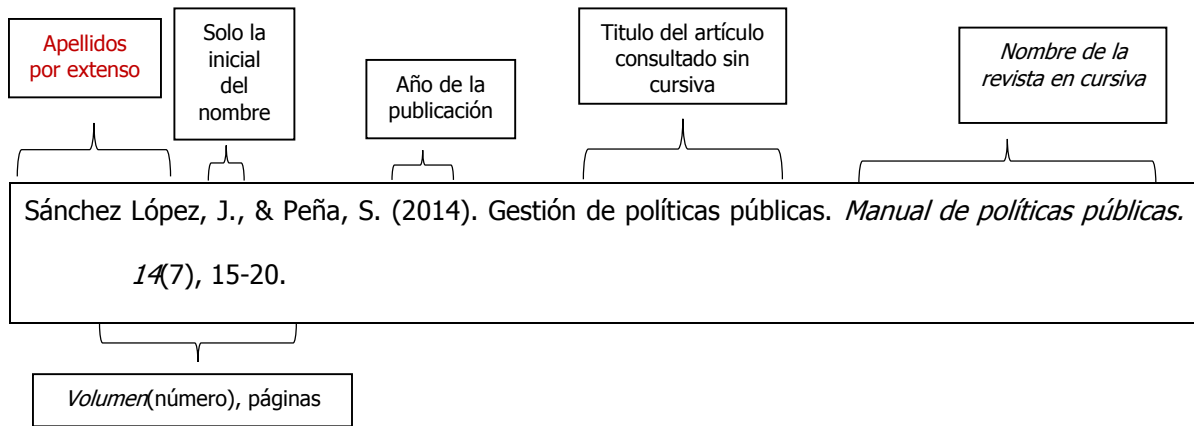 Apellidos
por extenso
Solo la
inicial
del
nombre
Año de la
publicación
Titulo del artículo
consultado sin
cursiva
Nombre de la
revista en cursiva
Sánchez López, J., & Peña, S. (2014). Gestión de políticas públicas. Manual de políticas públicas.
14(7), 15-20.
Volumen(número), páginas